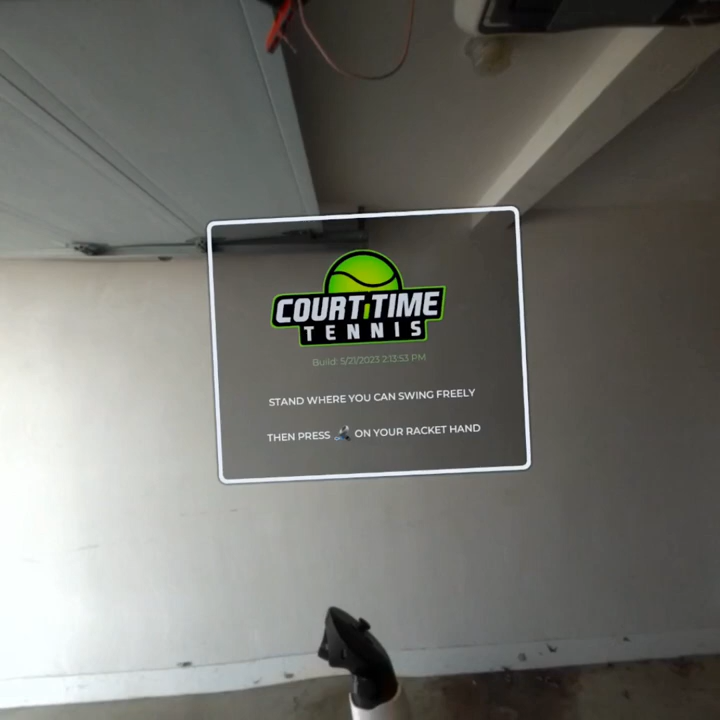 COURT TIME
TENNIS
Build: 5/21/2023 2:13:53 PM
STAND WHERE YOU CAN SWING FREELY
THEN PRESS ON YOUR RACKET HAND